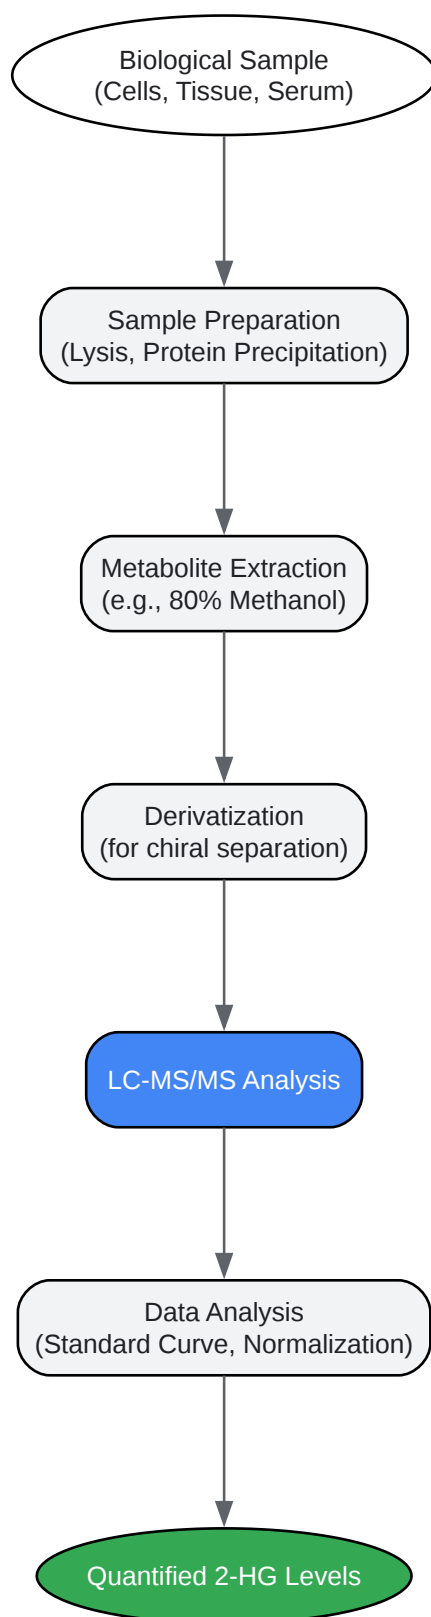 Biological Sample
(Cells, Tissue, Serum)
Sample Preparation
(Lysis, Protein Precipitation)
Metabolite Extraction
(e.g., 80% Methanol)
Derivatization
(for chiral separation)
LC-MS/MS Analysis
Data Analysis
(Standard Curve, Normalization)
Quantified 2-HG Levels